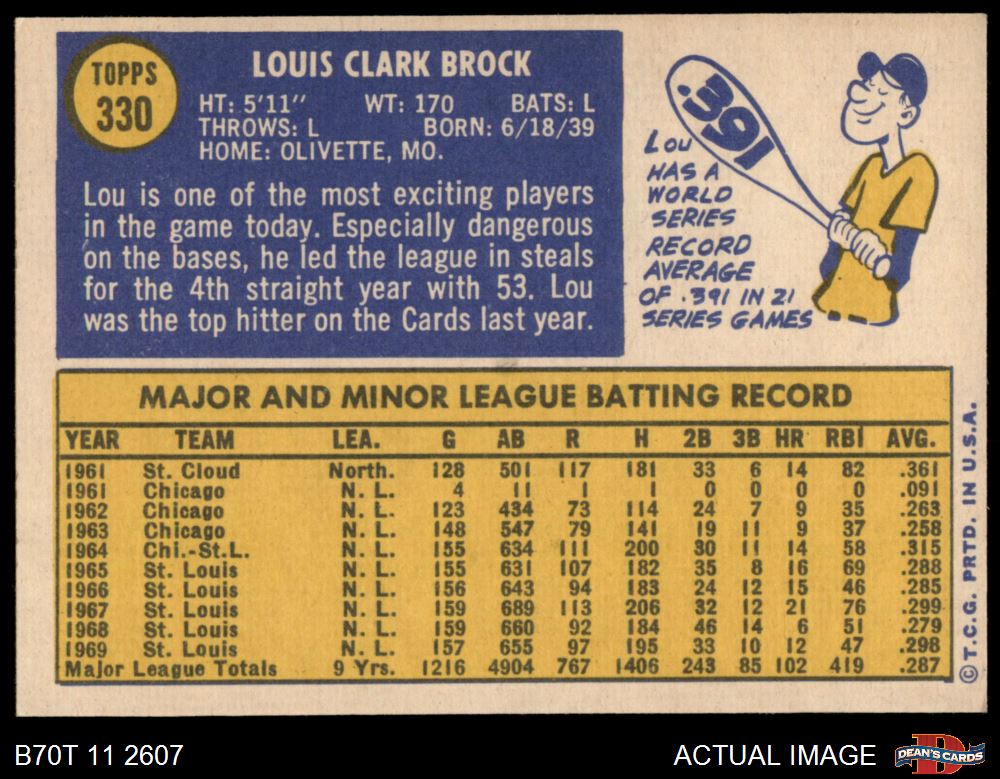 TOPPS
330
LOUIS CLARK BROCK
HT: 5'11" WT: 170 BATS: L
THROWS: L BORN: 6/18/39
HOME: OLIVETTE, MO.
Lou is one of the most exciting players
in the game today. Especially dangerous
on the bases, he led the league in steals
for the 4th straight year with 53. Lou
was the top hitter on the Cards last year.
.391
LOU
HAS A
WORLD
SERIES
RECORD
AVERAGE
OF .391 IN 21
SERIES GAMES
MAJOR AND MINOR LEAGUE BATTING RECORD
YEAR TEAM LEA. G AB R H 2B 3B HR RBI AVG.
1961 St. Cloud North. 128 501 117 181 33 6 14 82 .361
1961 Chicago N. L. 4 11 1 1 0 0 0 0 .091
1962 Chicago N. L. 123 434 73 114 24 7 9 35 .263
1963 Chicago N. L. 148 547 79 141 19 11 9 37 .258
1964 Chi.-St.L. N. L. 155 634 111 200 30 11 14 58 .315
1965 St. Louis N. L. 155 631 107 182 35 8 16 69 .288
1966 St. Louis N. L. 156 643 94 183 24 12 15 46 .285
1967 St. Louis N. L. 159 689 113 206 32 12 21 76 .299
1968 St. Louis N. L. 159 660 92 184 46 14 6 51 .279
1969 St. Louis N. L. 157 655 97 195 33 10 12 47 .298
Major League Totals 9 Yrs. 1216 4904 767 1406 243 85 102 419 .287
© T.C.G. PRTD. IN U.S.A.
B70T 11 2607
ACTUAL IMAGE
DEAN'S CARDS